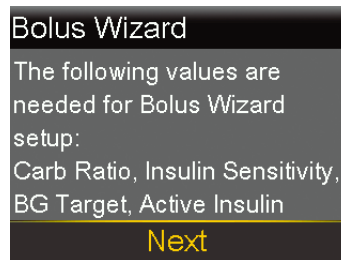 Bolus Wizard
The following values are
needed for Bolus Wizard
setup:
Carb Ratio, Insulin Sensitivity,
BG Target, Active Insulin
Next